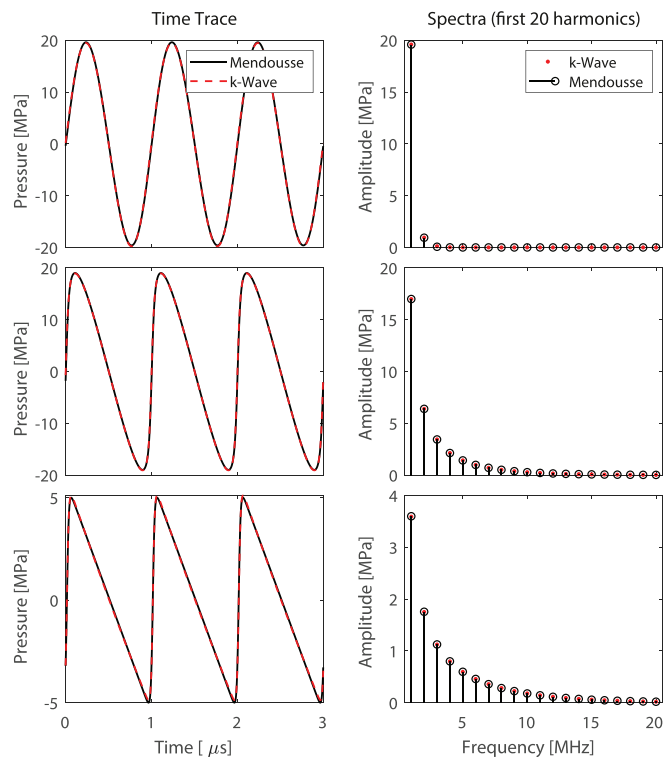 Time Trace
Spectra (first 20 harmonics)
20
10
0
-10
-20
Pressure [MPa]
Mendousse
k-Wave
20
15
10
5
0
Amplitude [MPa]
k-Wave
Mendousse
20
10
0
-10
-20
Pressure [MPa]
20
15
10
5
0
Amplitude [MPa]
5
0
-5
Pressure [MPa]
0
1
2
3
Time [ μs]
4
3
2
1
0
Amplitude [MPa]
5
10
15
20
Frequency [MHz]